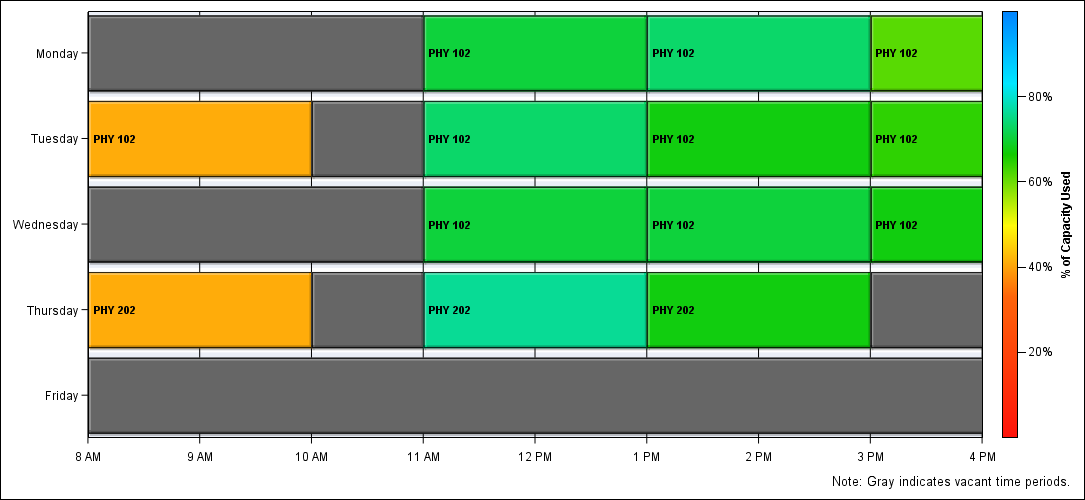 Monday
PHY 102
PHY 102
PHY 102
80%
Tuesday
PHY 102
PHY 102
PHY 102
PHY 102
60%
Wednesday
PHY 102
PHY 102
PHY 102
% of Capacity Used
40%
Thursday
PHY 202
PHY 202
PHY 202
20%
Friday
8 AM 9 AM 10 AM 11 AM 12 PM 1 PM 2 PM 3 PM 4 PM
Note: Gray indicates vacant time periods.